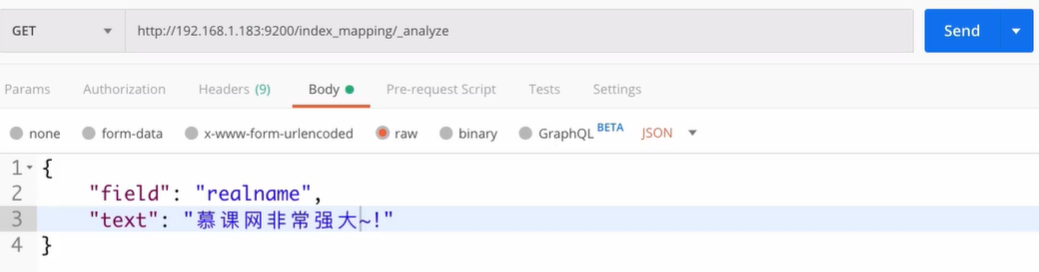 GET http://192.168.1.183:9200/index_mapping/_analyze Send
Params Authorization Headers (9) Body Pre-request Script Tests Settings
none form-data x-www-form-urlencoded raw binary GraphQL BETA JSON
1 {
2 "field": "realname",
3 "text": "慕课网非常强大~!"
4 }